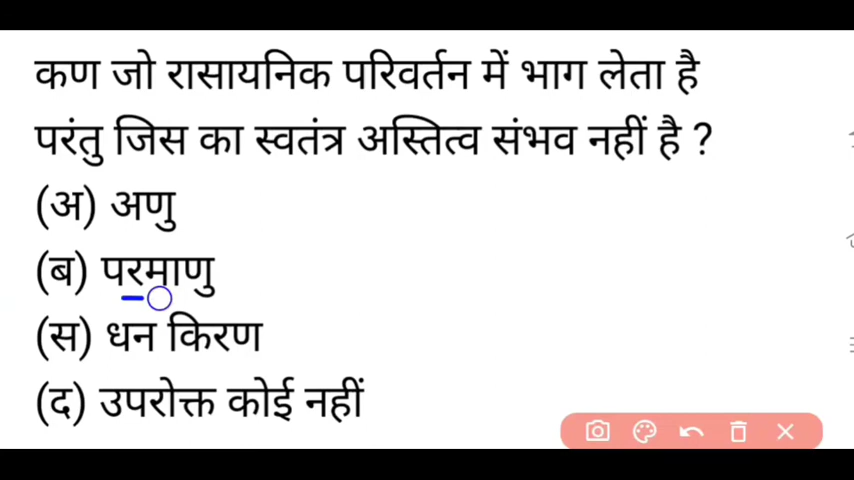 कण जो रासायनिक परिवर्तन में भाग लेता है
परंतु जिस का स्वतंत्र अस्तित्व संभव नहीं है ?
(अ) अणु
(ब) परमाणु
(स) धन किरण
(द) उपरोक्त कोई नहीं